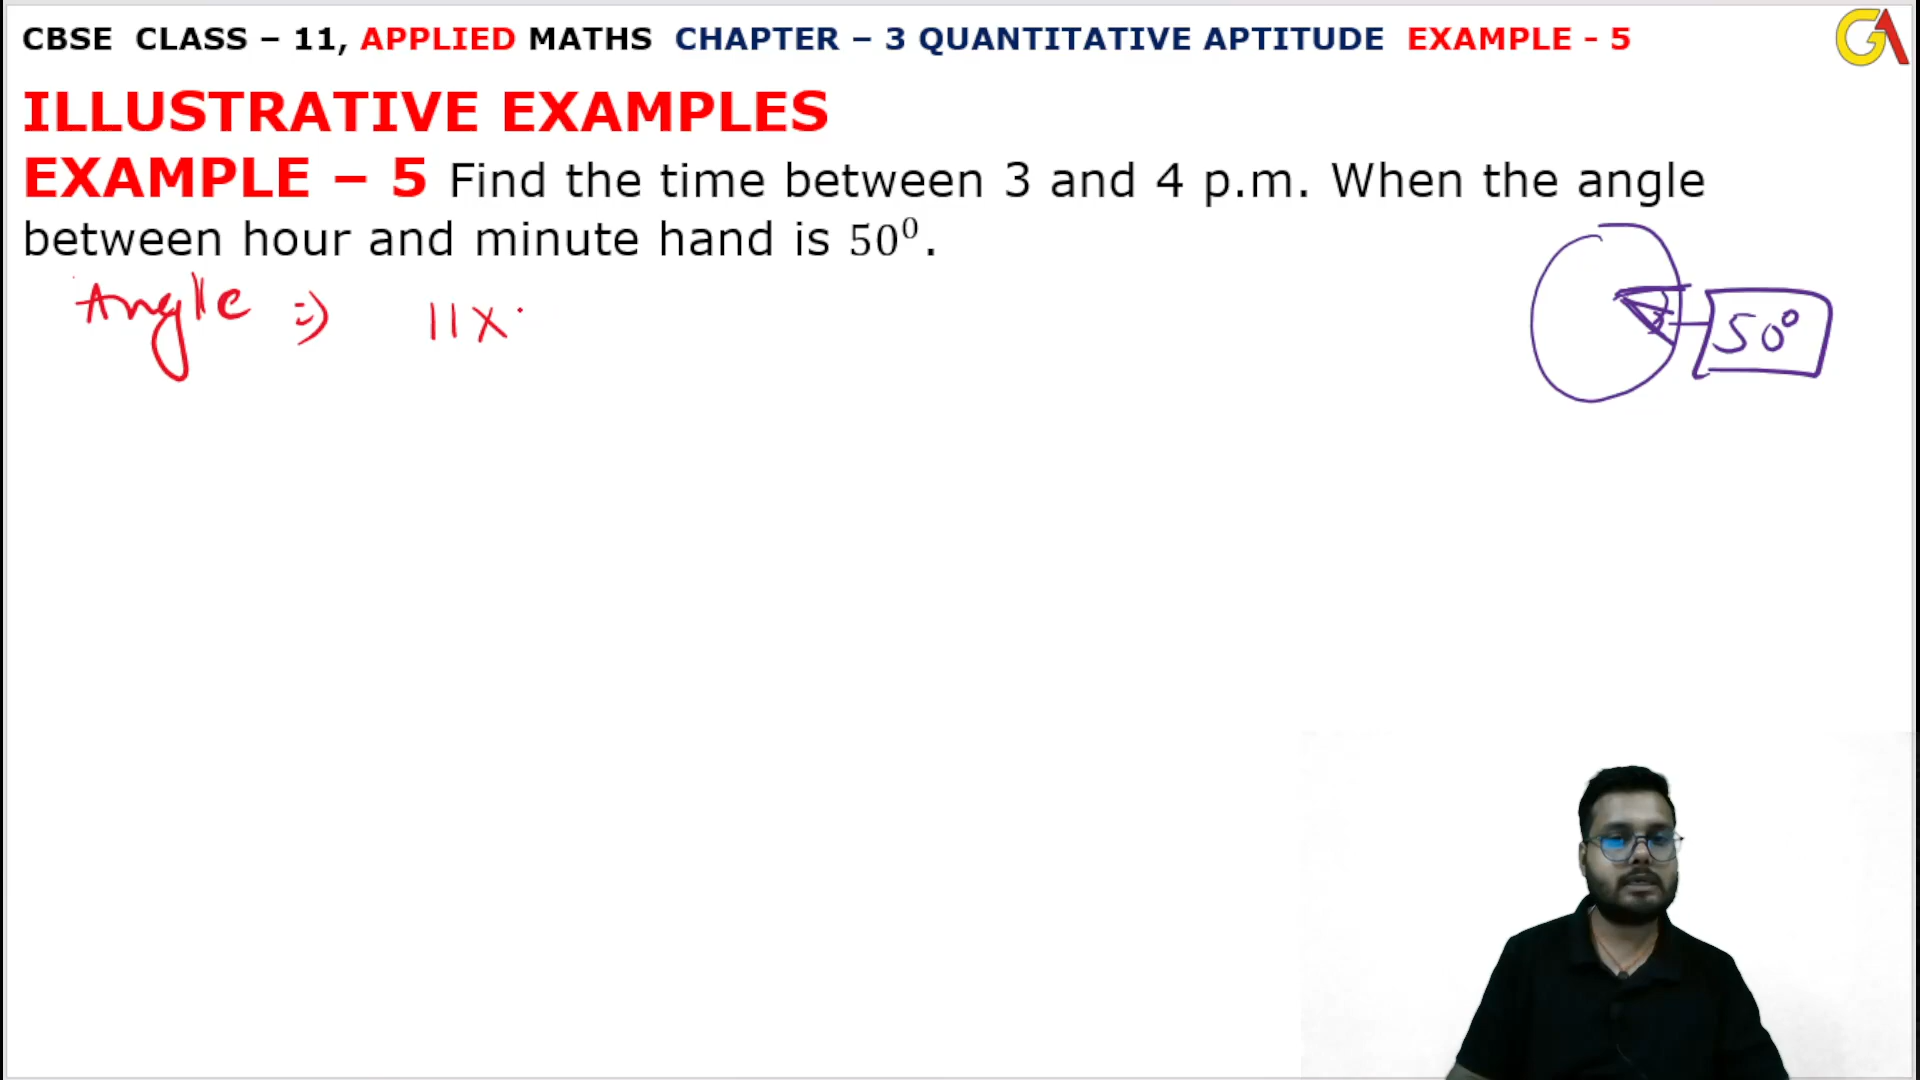 CBSE CLASS – 11, APPLIED MATHS CHAPTER – 3 QUANTITATIVE APTITUDE EXAMPLE - 5
GA
ILLUSTRATIVE EXAMPLES
EXAMPLE – 5 Find the time between 3 and 4 p.m. When the angle
between hour and minute hand is 50⁰.
Angle ⇒ 11x
50°